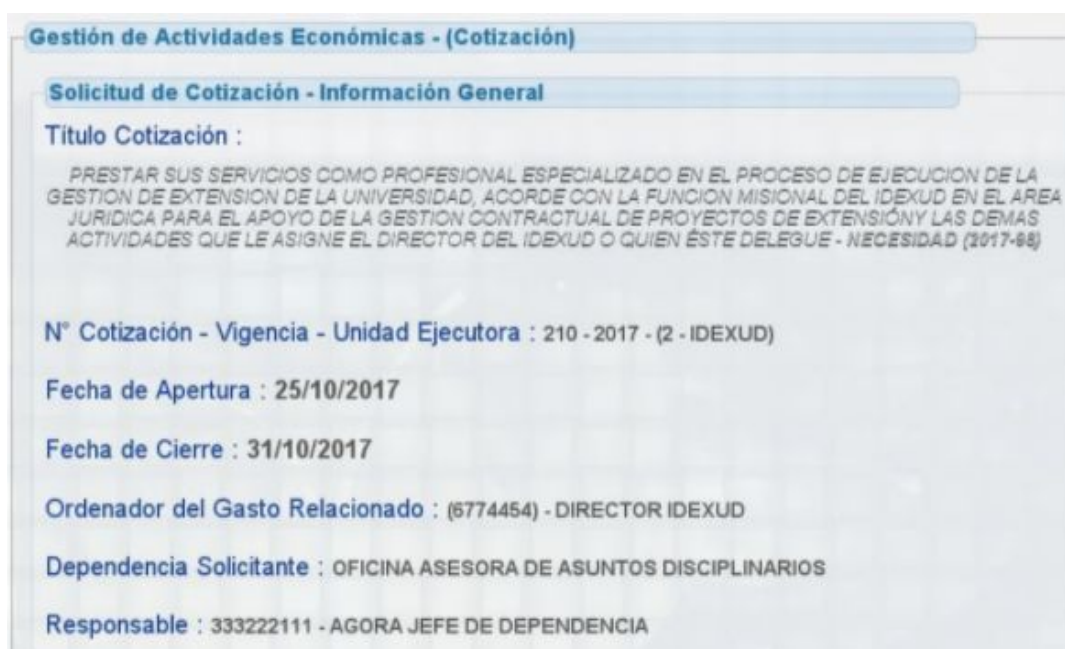 Gestión de Actividades Económicas - (Cotización)
Solicitud de Cotización - Información General
Título Cotización :
PRESTAR SUS SERVICIOS COMO PROFESIONAL ESPECIALIZADO EN EL PROCESO DE EJECUCION DE LA
GESTION DE EXTENSION DE LA UNIVERSIDAD, ACORDE CON LA FUNCION MISIONAL DEL IDEXUD EN EL AREA
JURIDICA PARA EL APOYO DE LA GESTION CONTRACTUAL DE PROYECTOS DE EXTENSIÓNY LAS DEMAS
ACTIVIDADES QUE LE ASIGNE EL DIRECTOR DEL IDEXUD O QUIEN ÉSTE DELEGUE - NECESIDAD (2017-98)
N° Cotización - Vigencia - Unidad Ejecutora : 210 - 2017 - (2 - IDEXUD)
Fecha de Apertura : 25/10/2017
Fecha de Cierre : 31/10/2017
Ordenador del Gasto Relacionado : (6774454) - DIRECTOR IDEXUD
Dependencia Solicitante : OFICINA ASESORA DE ASUNTOS DISCIPLINARIOS
Responsable : 333222111 - AGORA JEFE DE DEPENDENCIA